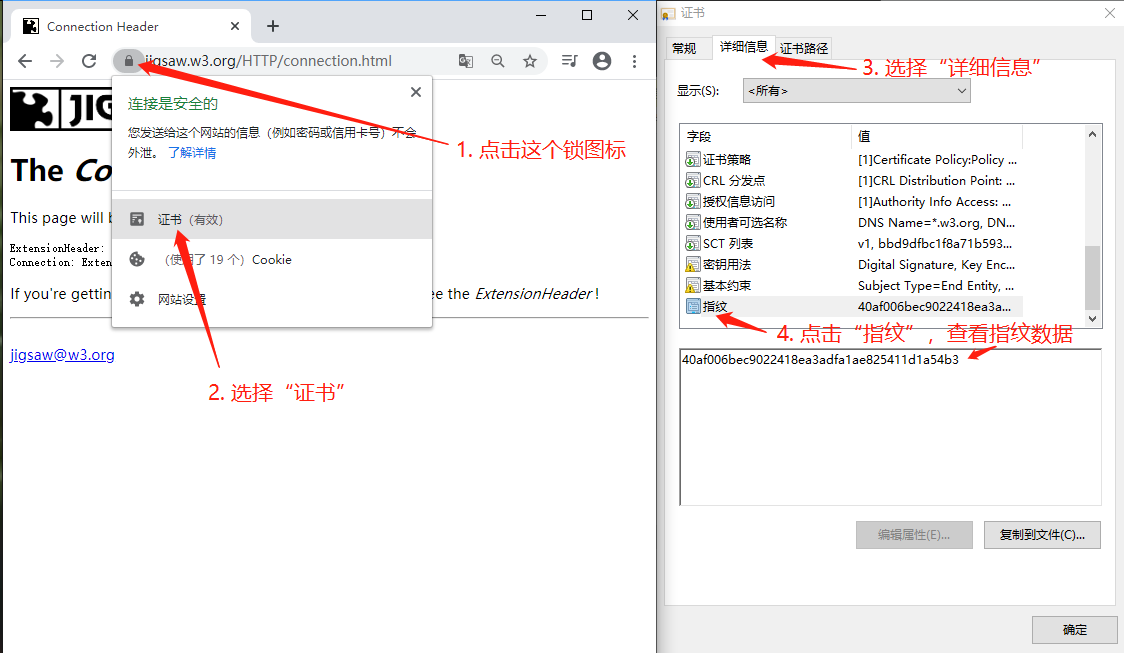 Connection Header
jigsaw.w3.org/HTTP/connection.html
JIG
The Co
This page will b
ExtensionHeader:
Connection: Exten
If you're gettin
ee the ExtensionHeader !
jigsaw@w3.org
连接是安全的
您发送给这个网站的信息（例如密码或信用卡号）不会
外泄。 了解详情
证书（有效）
（使用了 19 个）Cookie
网站设置
1. 点击这个锁图标
2. 选择“证书”
证书
常规
详细信息
证书路径
3. 选择“详细信息”
显示(S):
<所有>
字段 值
证书策略 [1]Certificate Policy:Policy ...
CRL 分发点 [1]CRL Distribution Point: ...
授权信息访问 [1]Authority Info Access: ...
使用者可选名称 DNS Name=*.w3.org, DN...
SCT 列表 v1, bbd9dfbc1f8a71b593...
密钥用法 Digital Signature, Key Enc...
基本约束 Subject Type=End Entity, ...
指纹 40af006bec9022418ea3a...
4. 点击“指纹”，查看指纹数据
40af006bec9022418ea3adfa1ae825411d1a54b3
编辑属性(E)...
复制到文件(C)...
确定